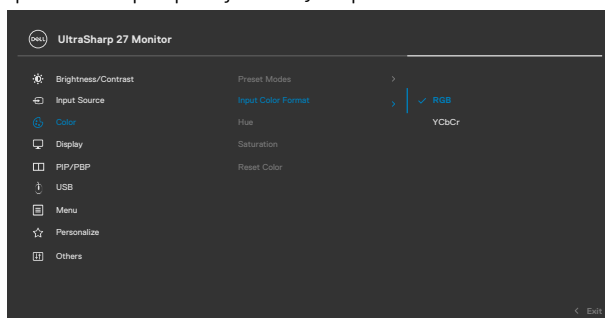 DELL
UltraSharp 27 Monitor
Brightness/Contrast
Preset Modes
Input Source
Input Color Format
RGB
Color
Hue
YCbCr
Display
Saturation
PIP/PBP
Reset Color
USB
Menu
Personalize
Others
Exit